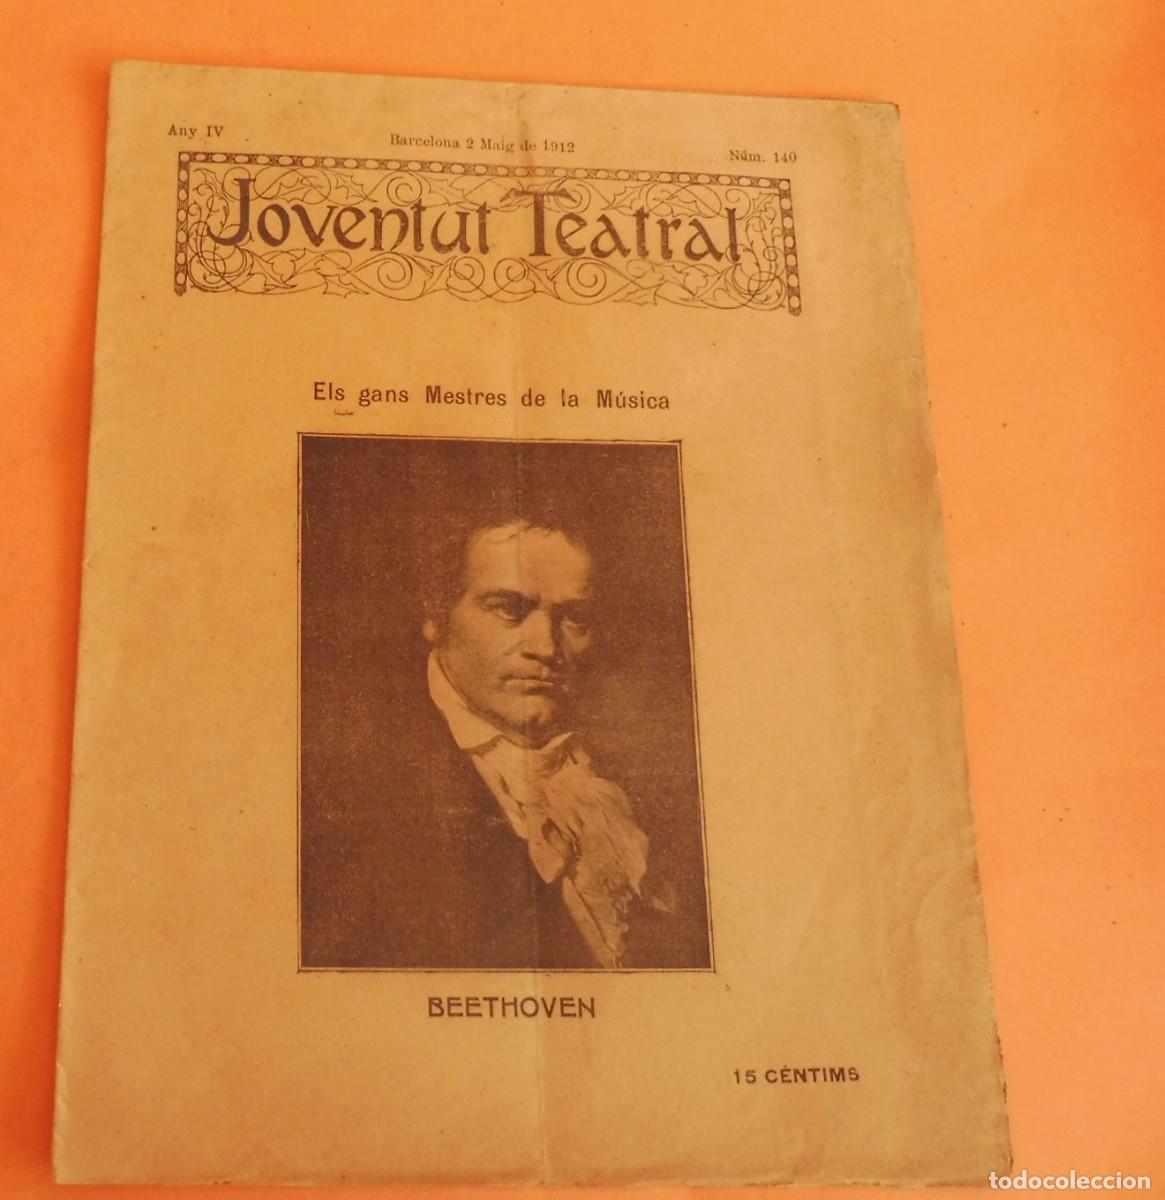 Any IV
Barcelona 2 Maig de 1912
Núm. 140
Joventut Teatral
Els gans Mestres de la Música
BEETHOVEN
15 CÉNTIMS
todocoleccion